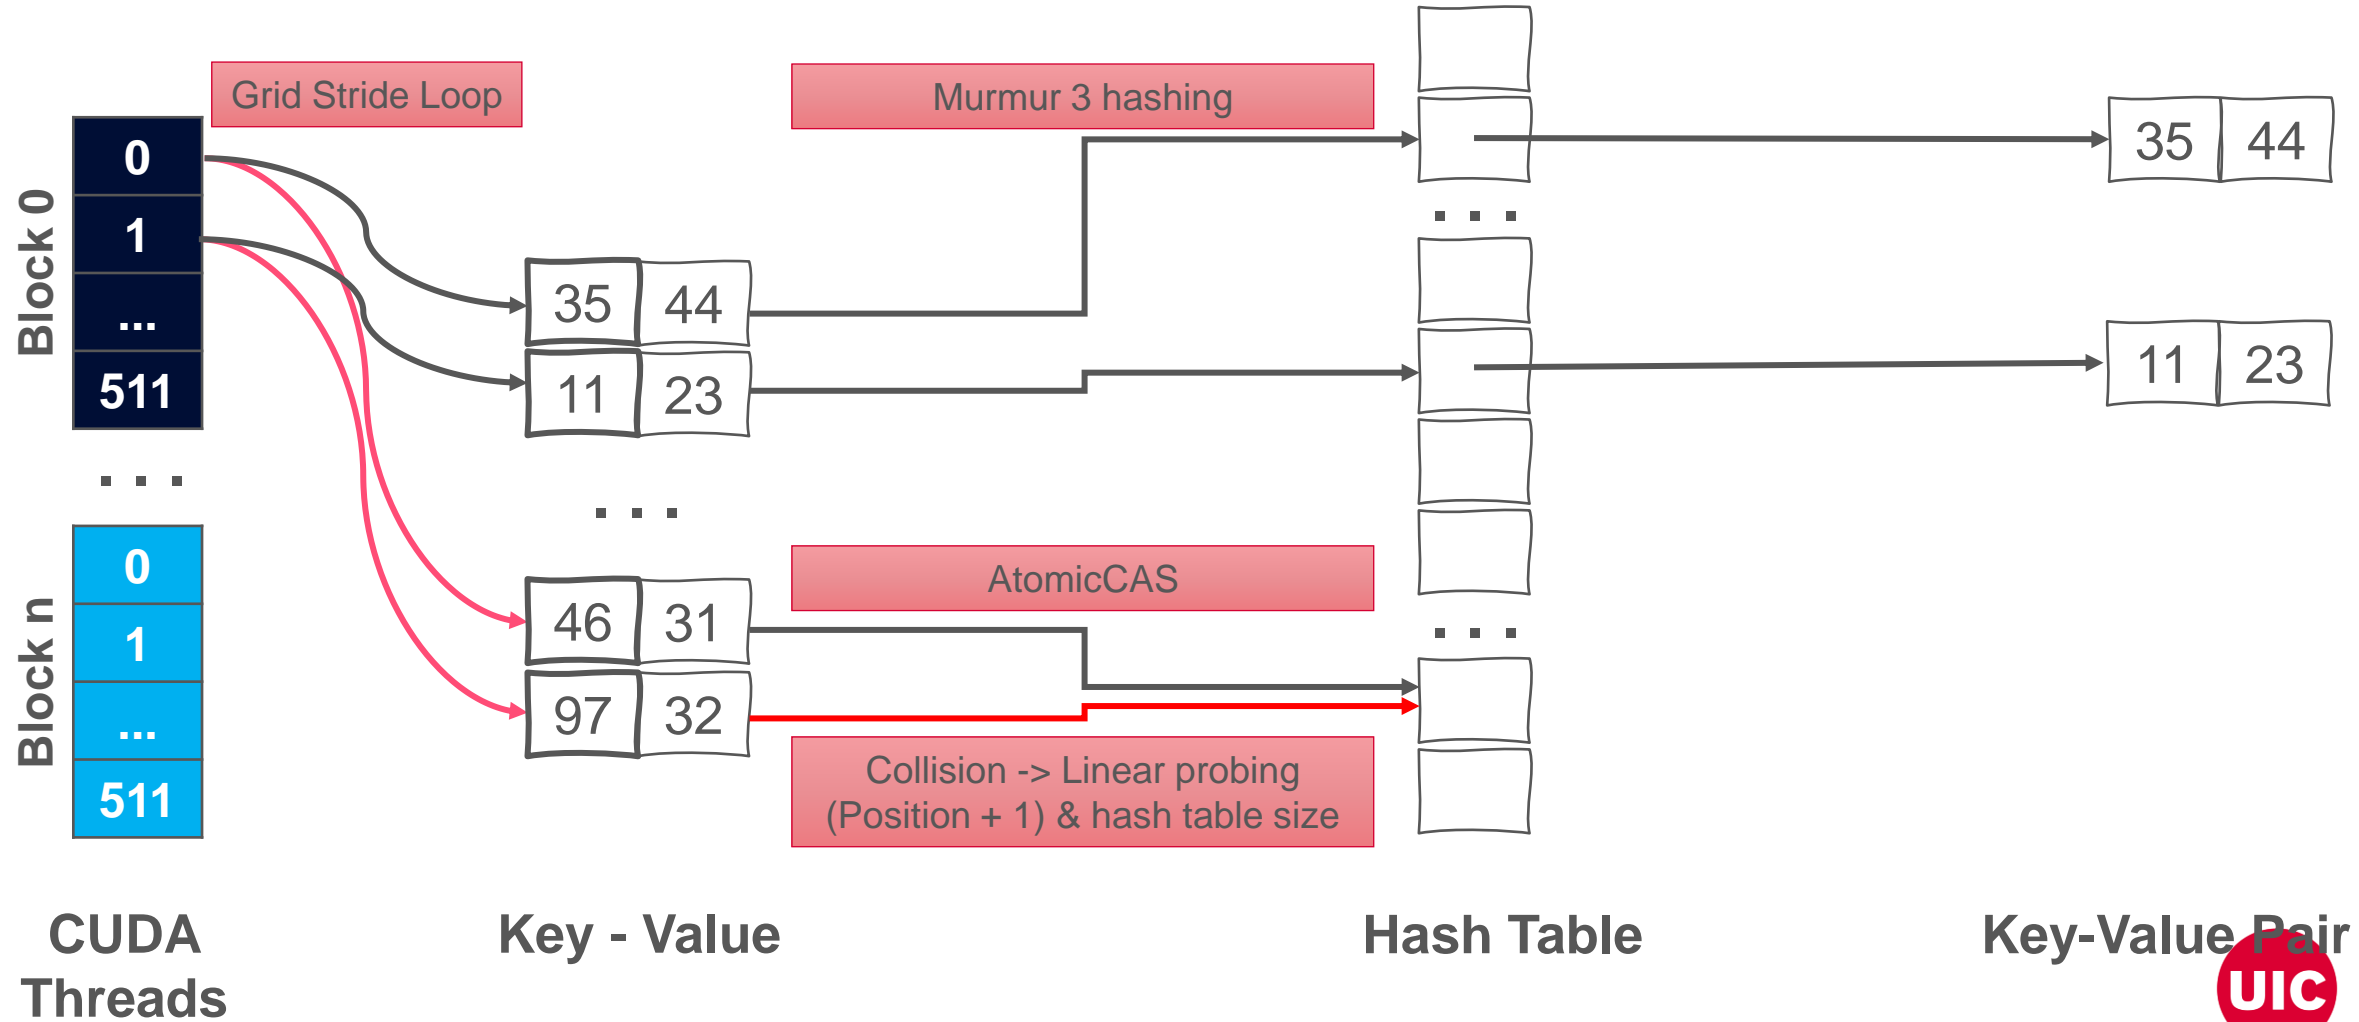 Grid Stride Loop
Murmur 3 hashing
Block 0
0
1
...
511
. . .
Block n
0
1
...
511
35 44
11 23
. . .
46 31
97 32
AtomicCAS
Collision -> Linear probing
(Position + 1) & hash table size
. . .
. . .
35 44
11 23
CUDA
Threads
Key - Value
Hash Table
Key-Value Pair
UIC